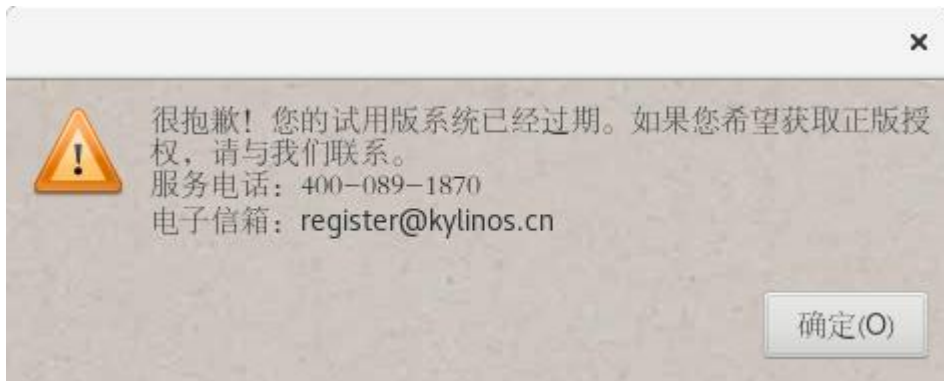 很抱歉！您的试用版系统已经过期。如果您希望获取正版授
权，请与我们联系。
服务电话：400-089-1870
电子信箱：register@kylinos.cn
确定(O)